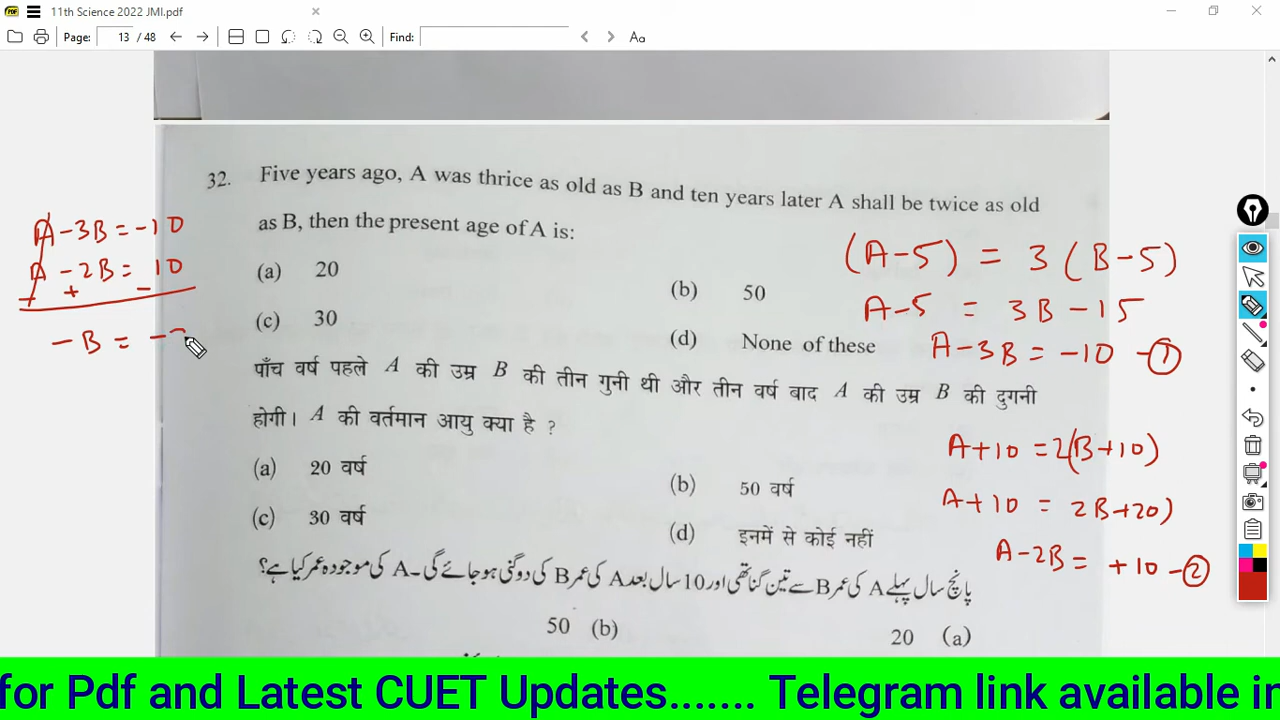 11th Science 2022 JMI.pdf
Page: 13 / 48
Find:
Aa
32. Five years ago, A was thrice as old as B and ten years later A shall be twice as old
as B, then the present age of A is:
(a) 20
(b) 50
(c) 30
(d) None of these
पाँच वर्ष पहले A की उम्र B की तीन गुनी थी और तीन वर्ष बाद A की उम्र B की दुगनी
होगी। A की वर्तमान आयु क्या है ?
(a) 20 वर्ष
(b) 50 वर्ष
(c) 30 वर्ष
(d) इनमें से कोई नहीं
پانچ سال پہلے A کی عمر B سے تین گنا تھی اور 10 سال بعد A کی عمر B کی دوگنی ہو جائے گی۔ A کی موجودہ عمر کیا ہے؟
20 (a)
50 (b)
A-3B = -10
A -2B = 10
- + -
-B = -
(A-5) = 3 (B-5)
A-5 = 3B-15
A-3B = -10 -①
A+10 =2(B+10)
A+10 = 2B+20)
A-2B = +10 -②
for Pdf and Latest CUET Updates....... Telegram link available in